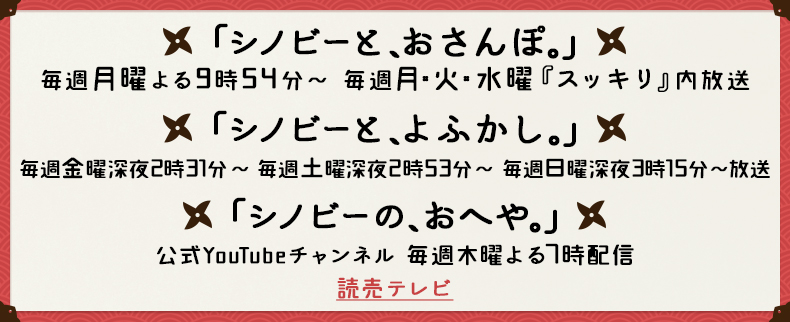 「シノビーと、おさんぽ。」
毎週月曜よる9時54分～ 毎週月・火・水曜『スッキリ』内放送
「シノビーと、よふかし。」
毎週金曜深夜2時31分～ 毎週土曜深夜2時53分～ 毎週日曜深夜3時15分～放送
「シノビーの、おへや。」
公式YouTubeチャンネル 毎週木曜よる7時配信
読売テレビ